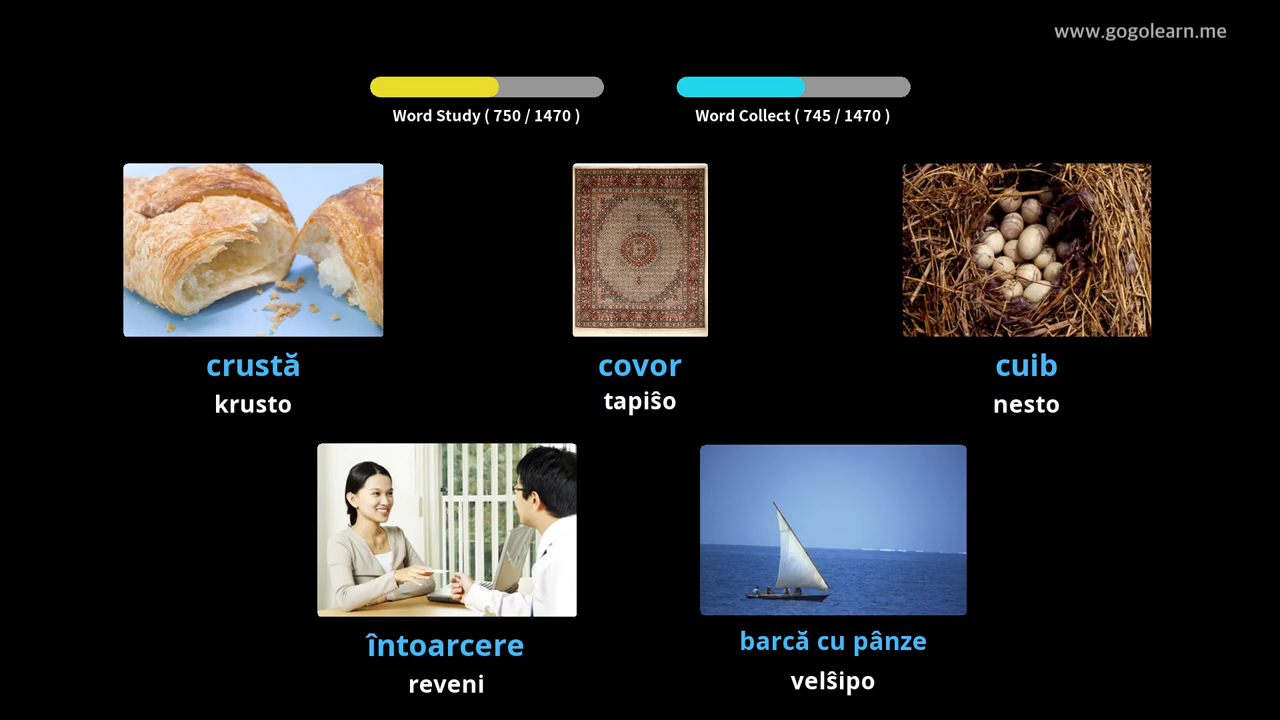 www.gogolearn.me
Word Study ( 750 / 1470 )
Word Collect ( 745 / 1470 )
crustă
krusto
covor
tapiŝo
cuib
nesto
întoarcere
reveni
barcă cu pânze
velŝipo